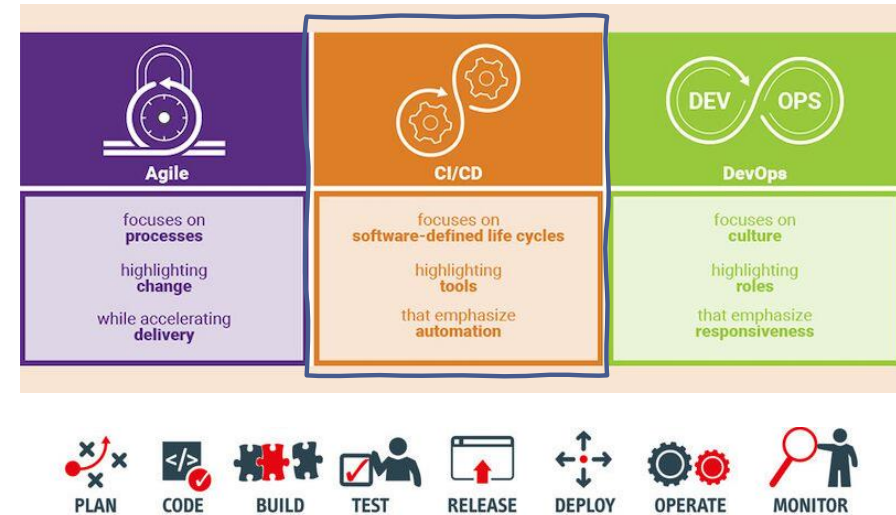 Agile
focuses on
processes
highlighting
change
while accelerating
delivery
CI/CD
focuses on
software-defined life cycles
highlighting
tools
that emphasize
automation
DEV OPS
DevOps
focuses on
culture
highlighting
roles
that emphasize
responsiveness
</>
PLAN CODE BUILD TEST RELEASE DEPLOY OPERATE MONITOR